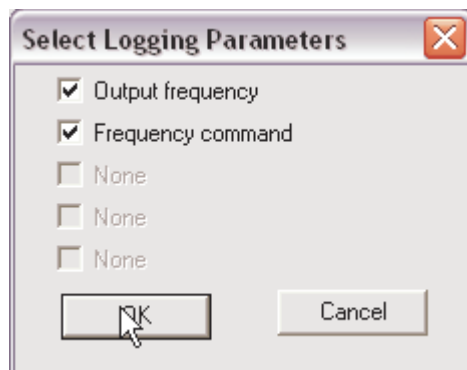 Select Logging Parameters
Output frequency
Frequency command
None
None
None
OK Cancel